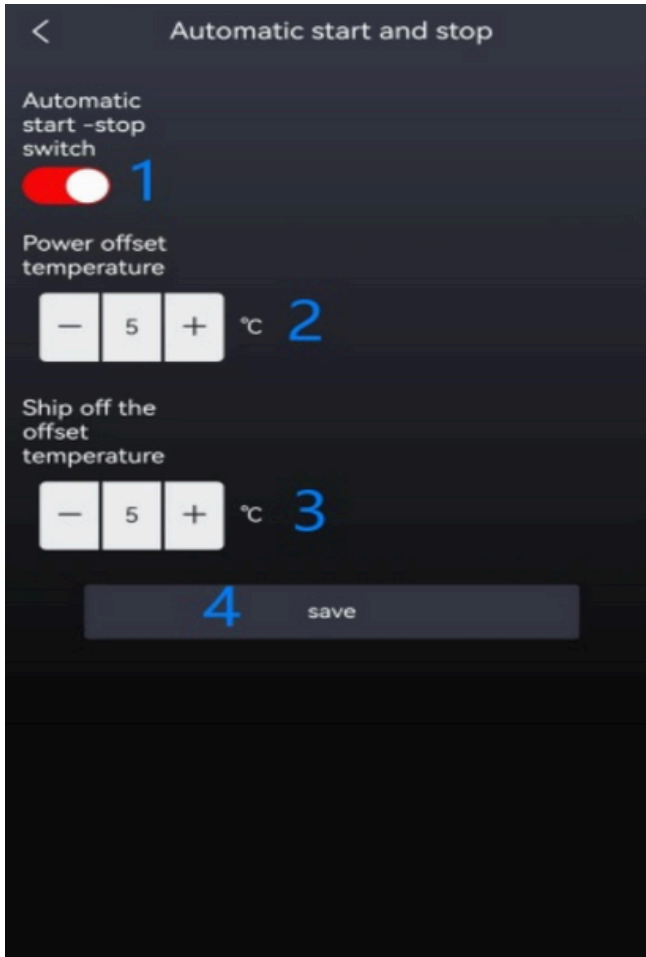 Automatic start and stop
Automatic
start -stop
switch
1
Power offset
temperature
— 5 + °C 2
Ship off the
offset
temperature
— 5 + °C 3
4 save